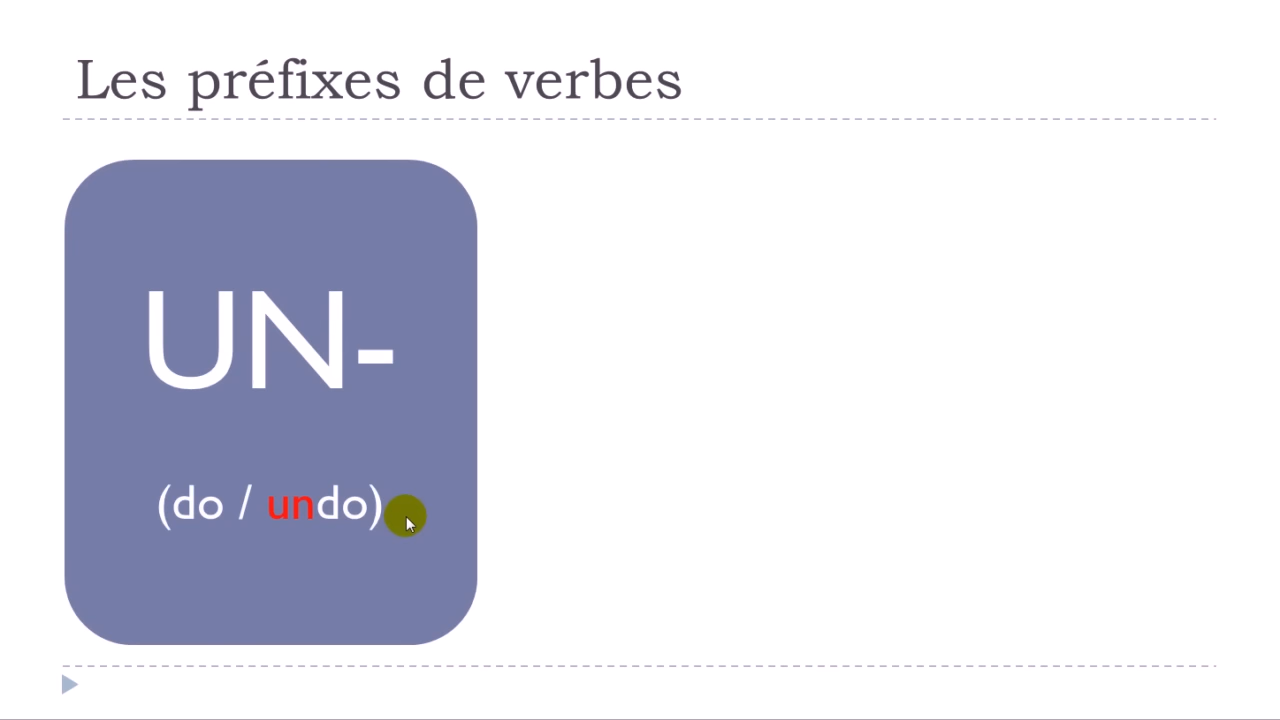 Les préfixes de verbes
UN-
(do / undo)